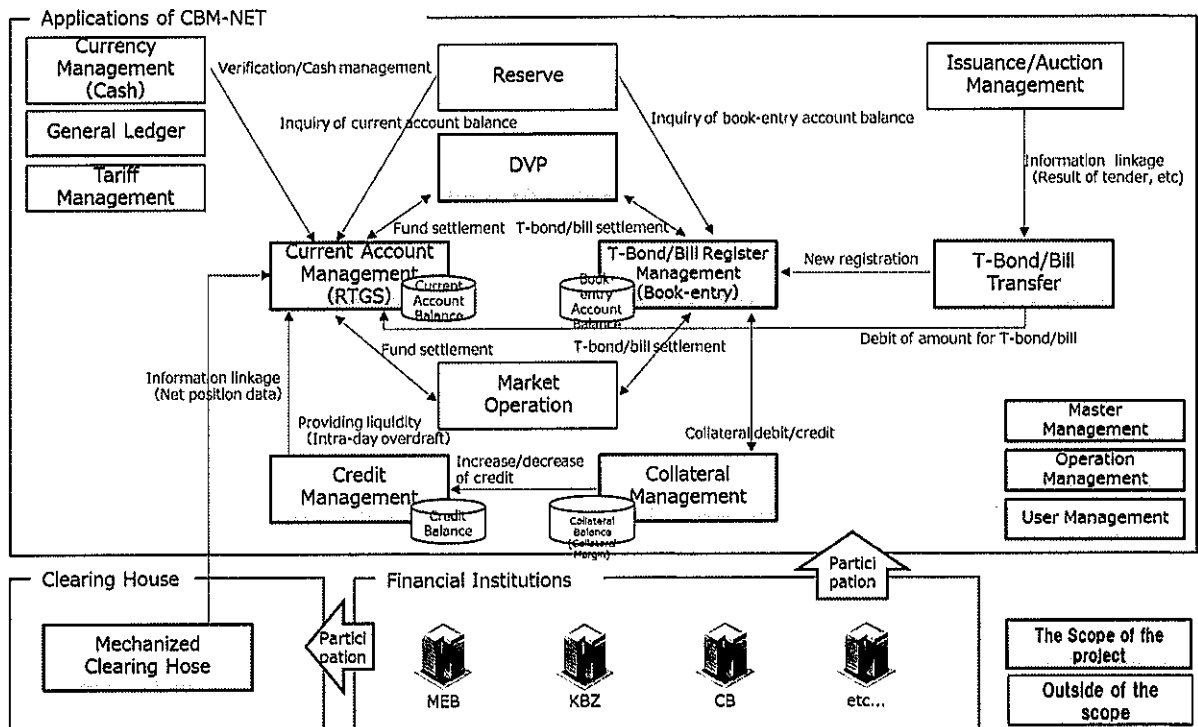 Applications of CBM-NET
Currency
Management
(Cash)
General Ledger
Tariff
Management
Verification/Cash management
Inquiry of current account balance
Reserve
DVP
Inquiry of book-entry account balance
Issuance/Auction
Management
Information linkage
(Result of tender, etc)
Fund settlement
T-bond/bill settlement
Current Account
Management
(RTGS)
Current
Account
Balance
T-Bond/Bill Register
Management
(Book-entry)
Book-
entry
Account
Balance
New registration
T-Bond/Bill
Transfer
Debit of amount for T-bond/bill
Fund settlement
T-bond/bill settlement
Information linkage
(Net position data)
Market
Operation
Providing liquidity
(Intra-day overdraft)
Collateral debit/credit
Credit
Management
Credit
Balance
Increase/decrease
of credit
Collateral
Management
Collateral
Balance
(Collateral
Margin)
Master
Management
Operation
Management
User Management
Clearing House
Mechanized
Clearing Hose
Partici
pation
Financial Institutions
MEB
KBZ
CB
etc...
Partici
pation
The Scope of the
project
Outside of the
scope